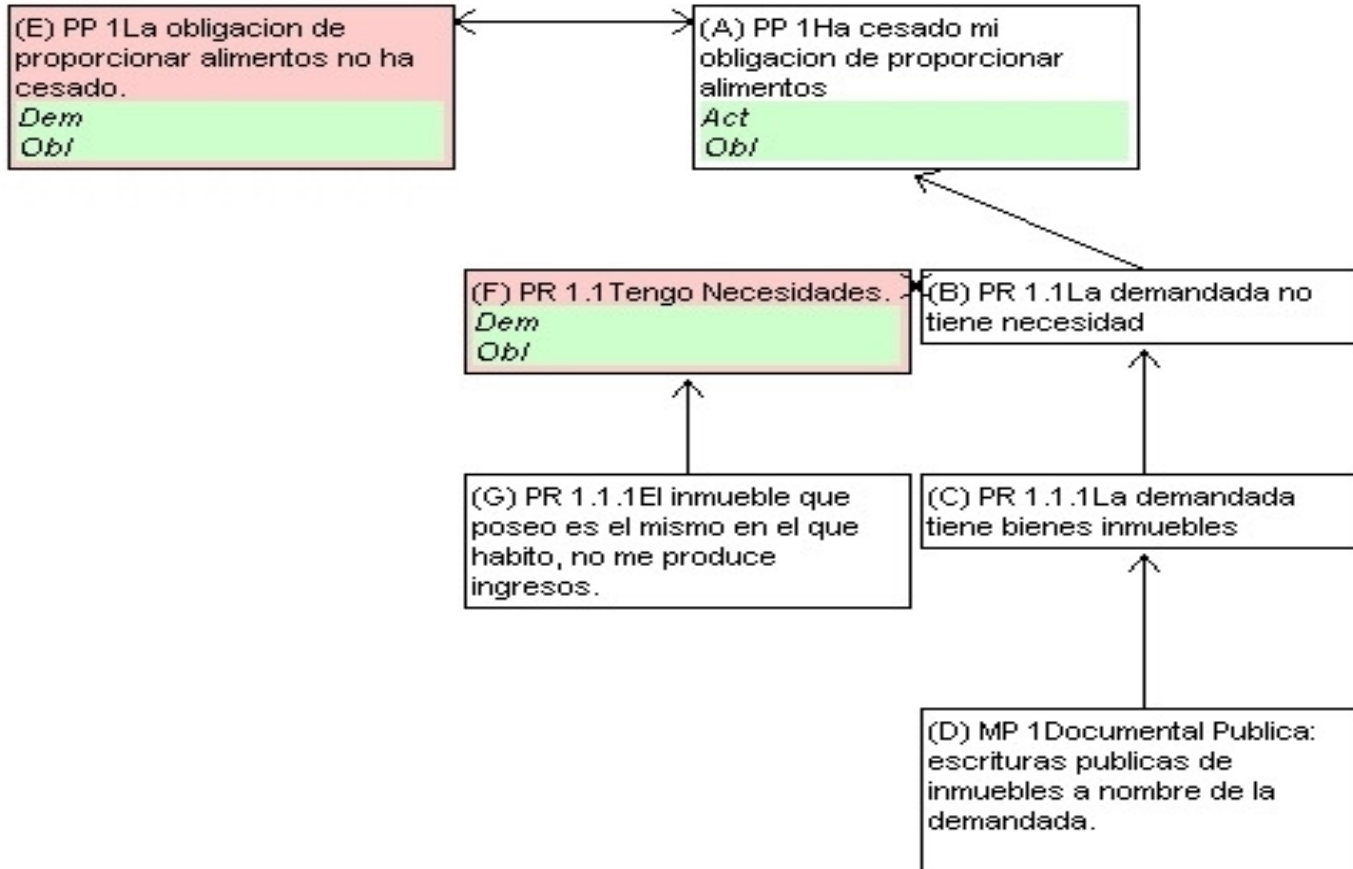 (E) PP 1La obligacion de
proporcionar alimentos no ha
cesado.
Dem
Obl
(A) PP 1Ha cesado mi
obligacion de proporcionar
alimentos
Act
Obl
(F) PR 1.1Tengo Necesidades.
Dem
Obl
(B) PR 1.1La demandada no
tiene necesidad
(G) PR 1.1.1El inmueble que
poseo es el mismo en el que
habito, no me produce
ingresos.
(C) PR 1.1.1La demandada
tiene bienes inmuebles
(D) MP 1Documental Publica:
escrituras publicas de
inmuebles a nombre de la
demandada.